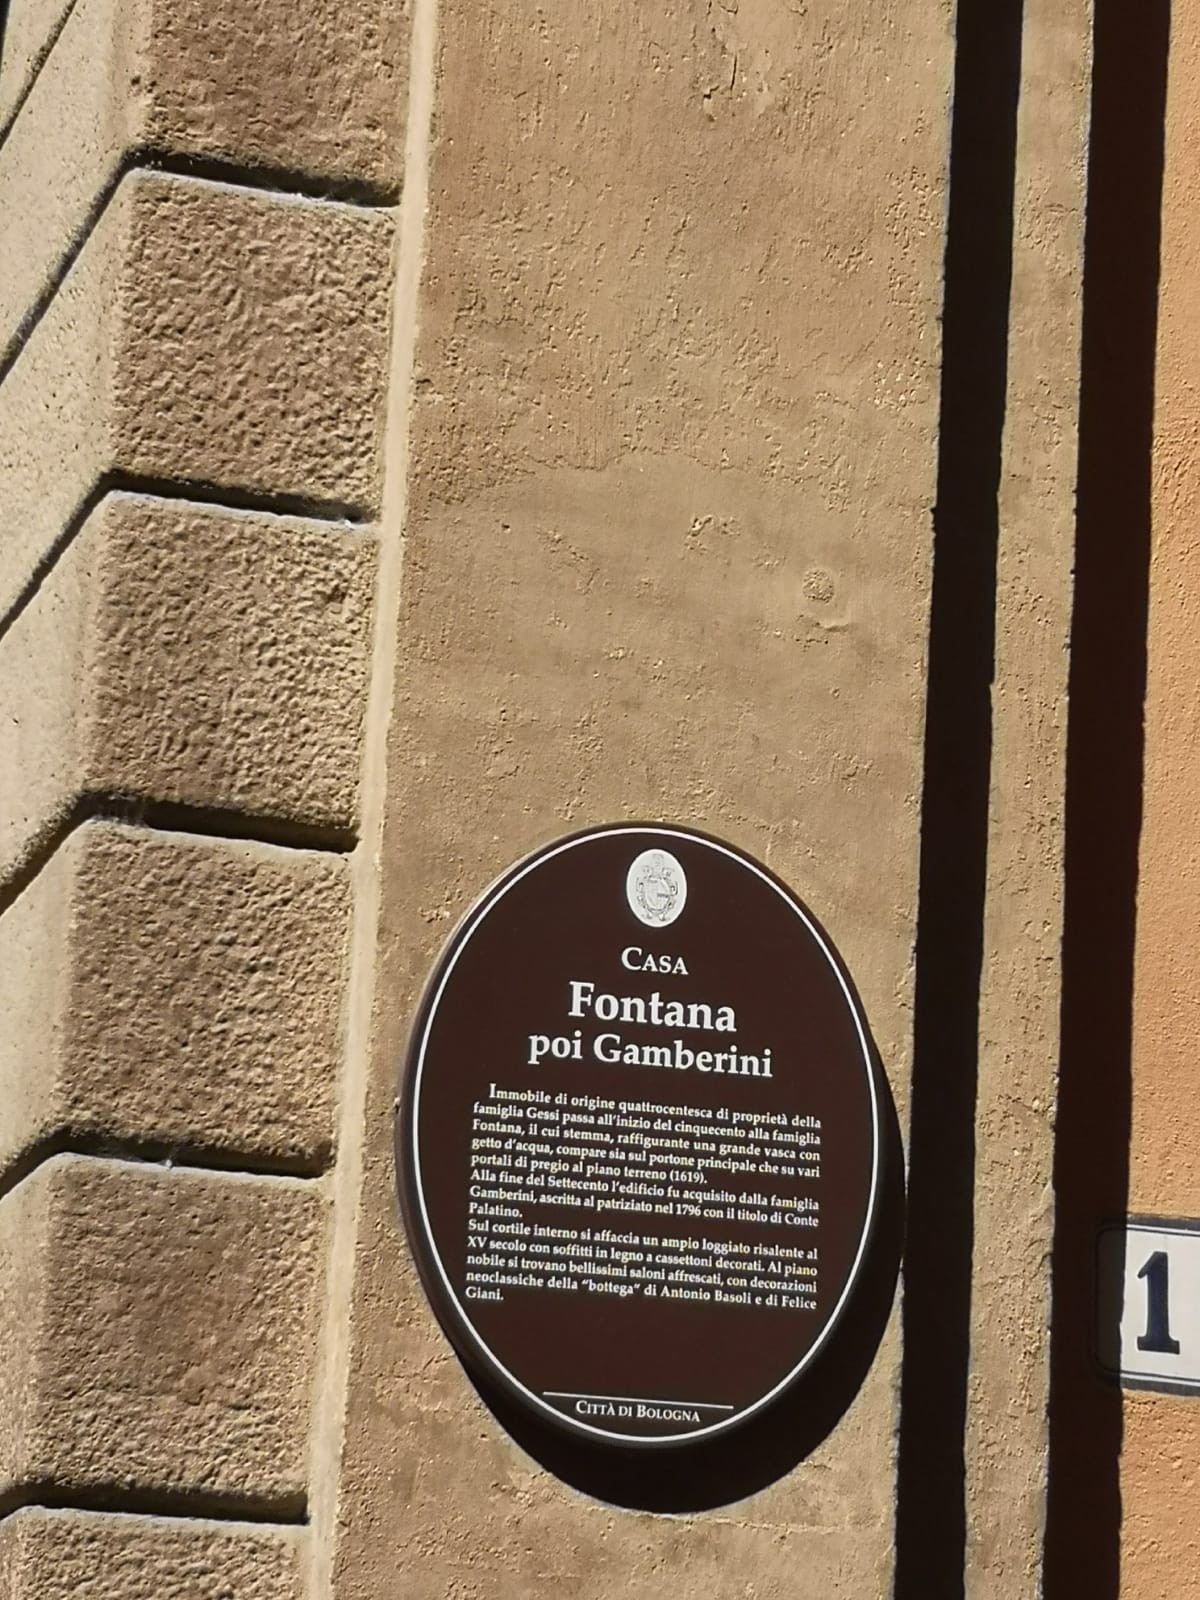 CASA
Fontana
poi Gamberini
Immobile di origine quattrocentesca di proprietà della
famiglia Gessi passa all'inizio del cinquecento alla famiglia
Fontana, il cui stemma, raffigurante una grande vasca con
getto d'acqua, compare sia sul portone principale che su vari
portali di pregio al piano terreno (1619).
Alla fine del Settecento l'edificio fu acquisito dalla famiglia
Gamberini, ascritta al patriziato nel 1796 con il titolo di Conte
Palatino.
Sul cortile interno si affaccia un ampio loggiato risalente al
XV secolo con soffitti in legno a cassettoni decorati. Al piano
nobile si trovano bellissimi saloni affrescati, con decorazioni
neoclassiche della "bottega" di Antonio Basoli e di Felice
Giani.
CITTÀ DI BOLOGNA
1